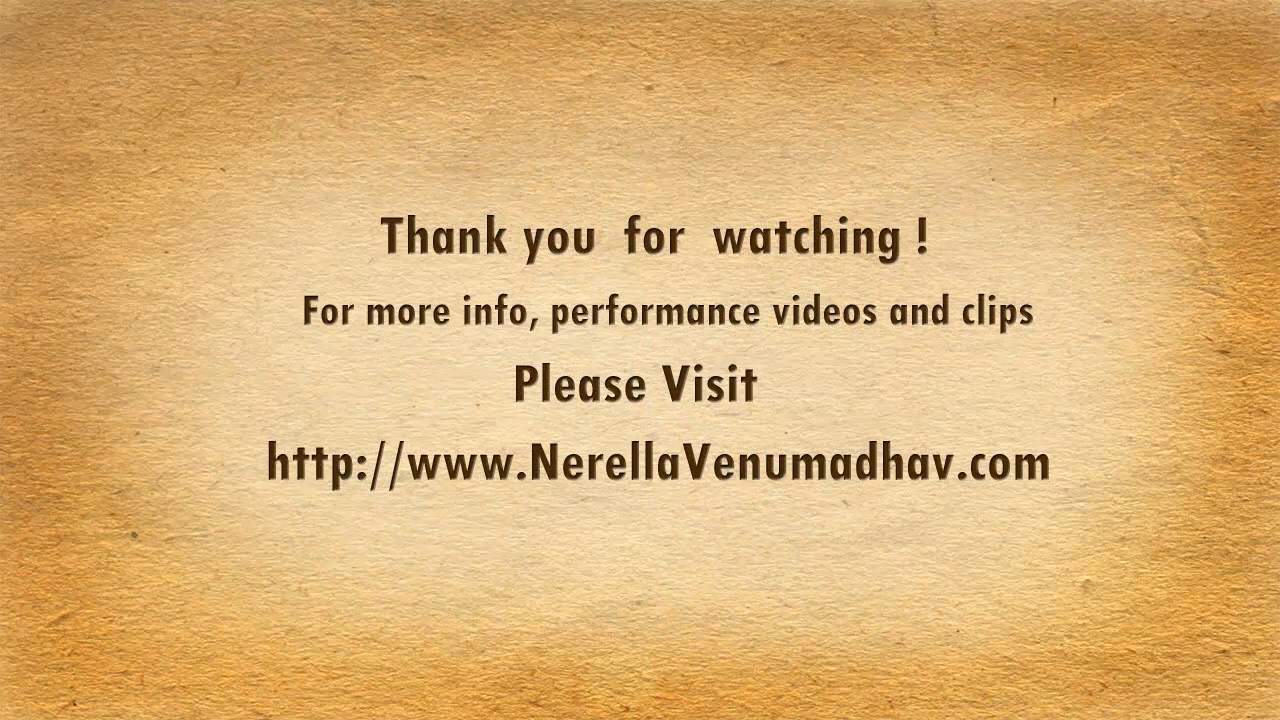 Thank you for watching !
For more info, performance videos and clips
Please Visit
http://www.NerellaVenumadhav.com